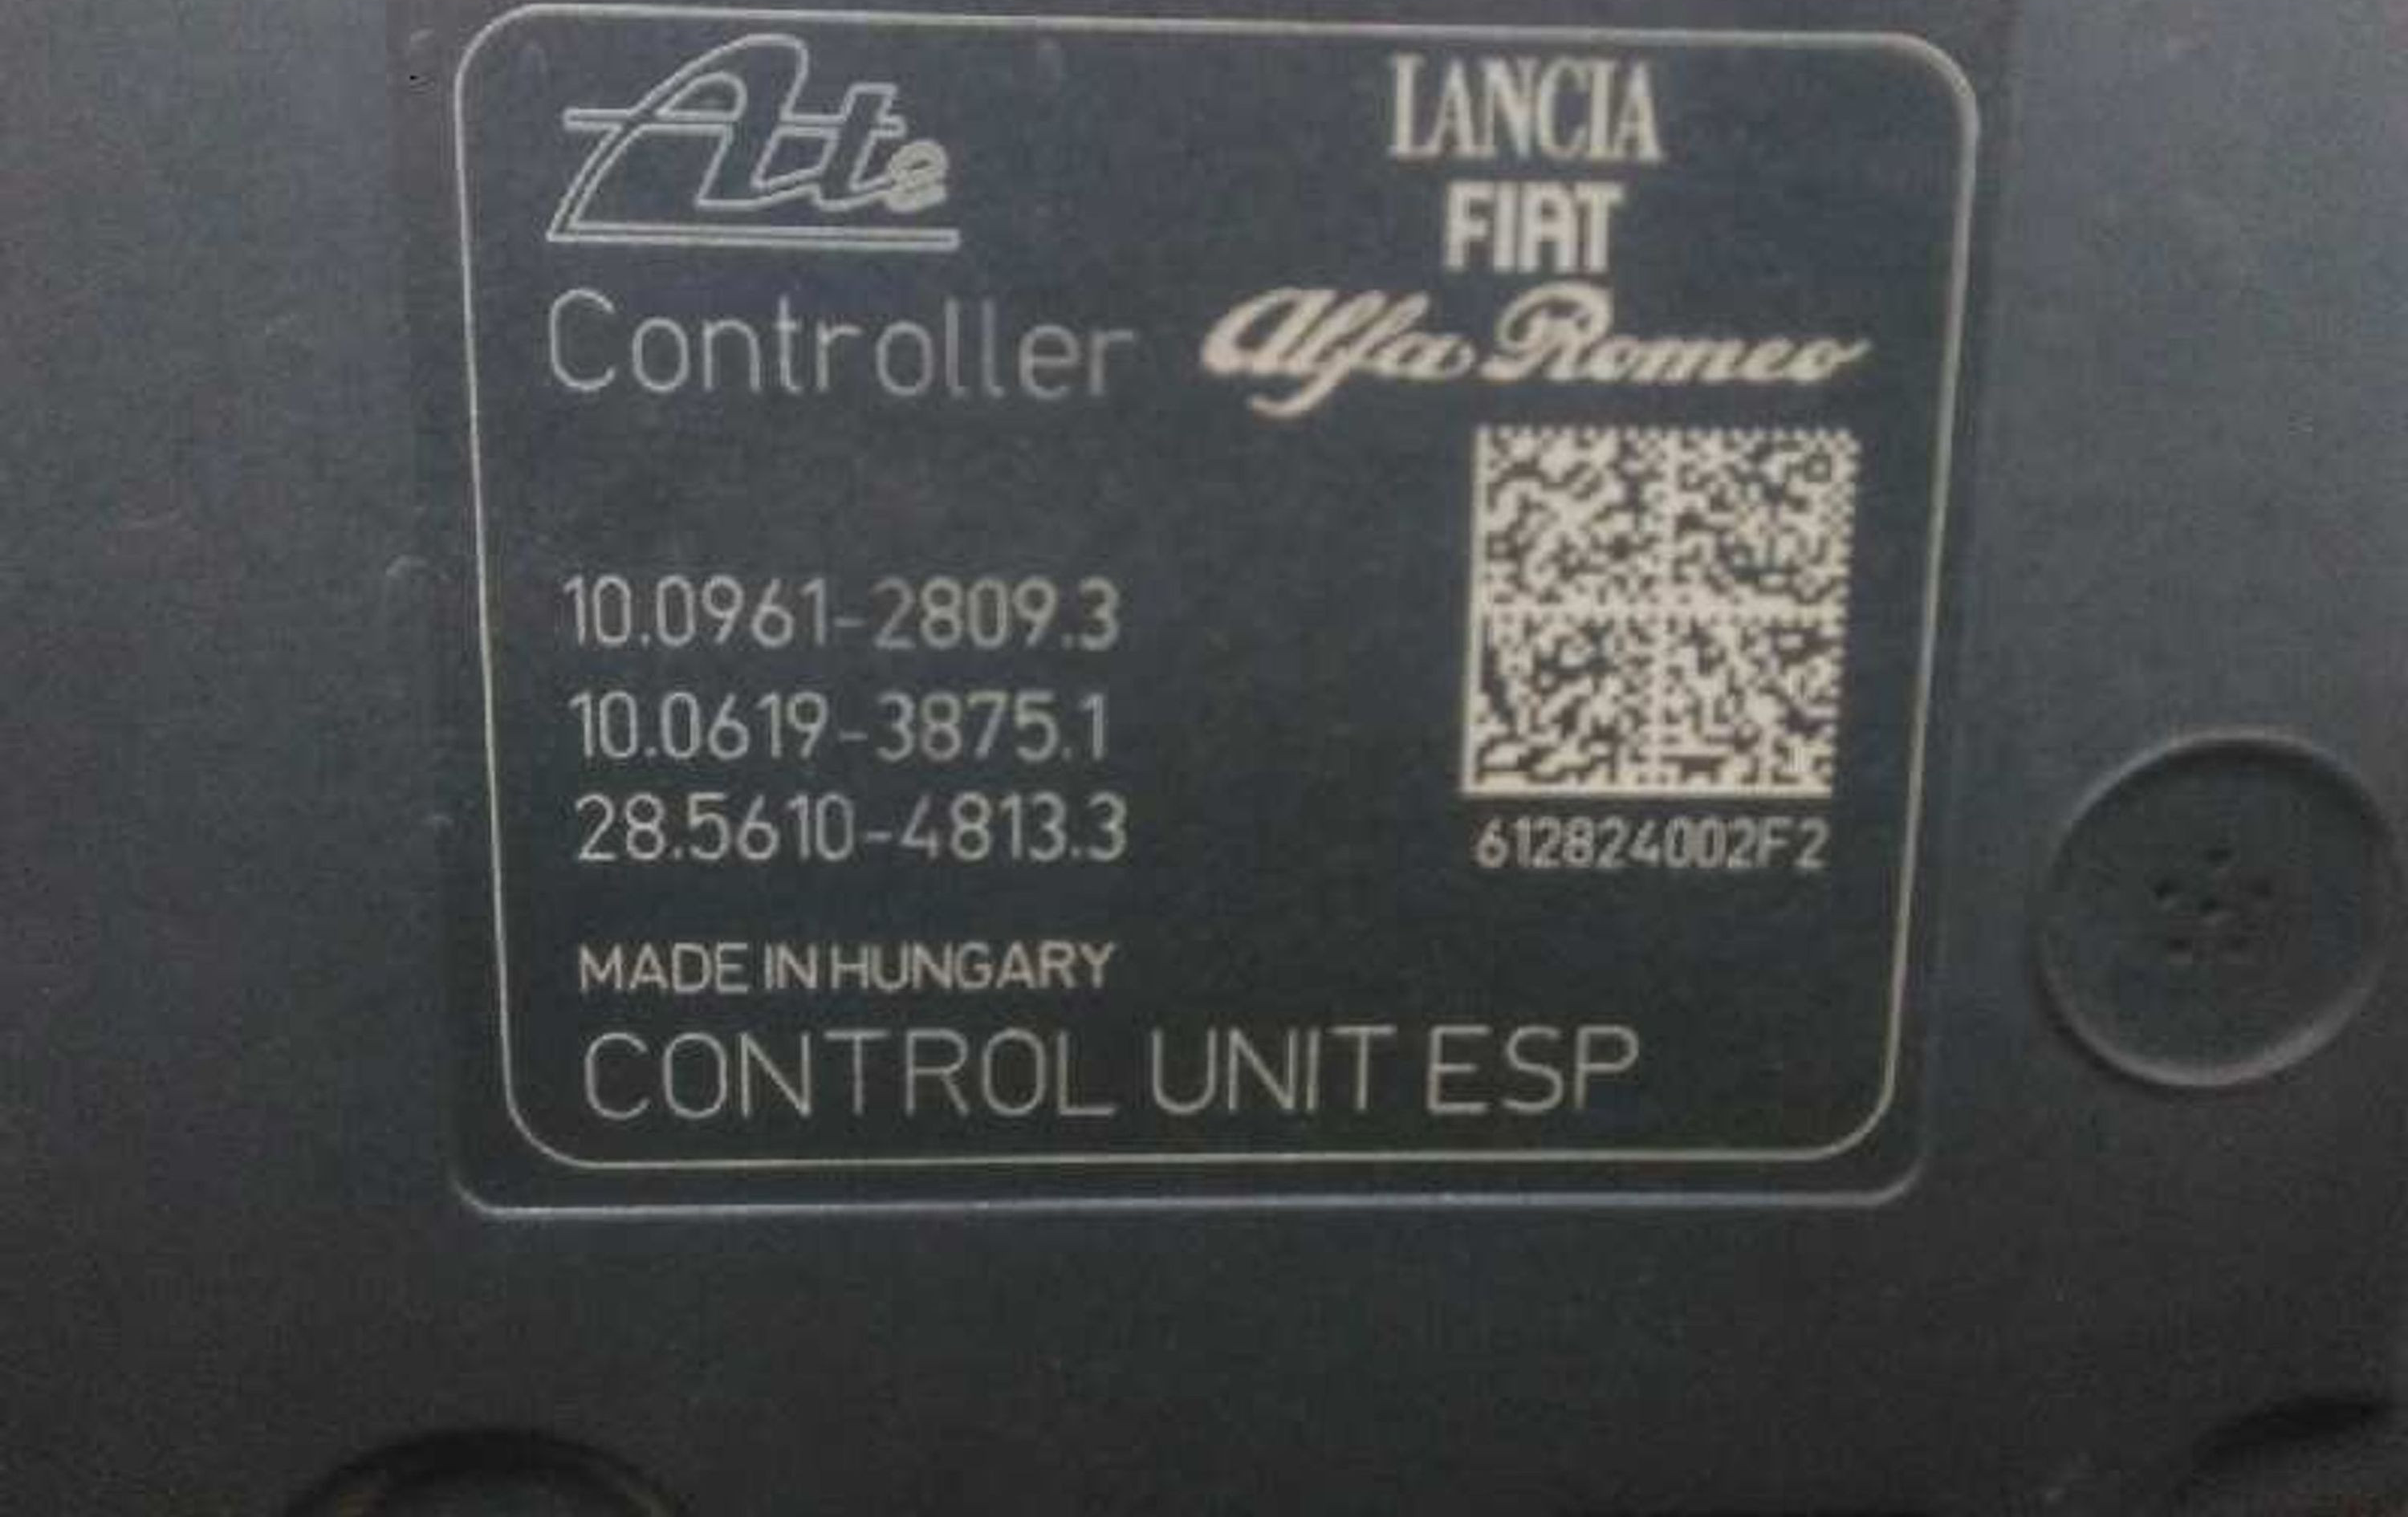 Ate
Controller
LANCIA
FIAT
Alfa Romeo
10.0961-2809.3
10.0619-3875.1
28.5610-4813.3
612824002F2
MADE IN HUNGARY
CONTROL UNIT ESP